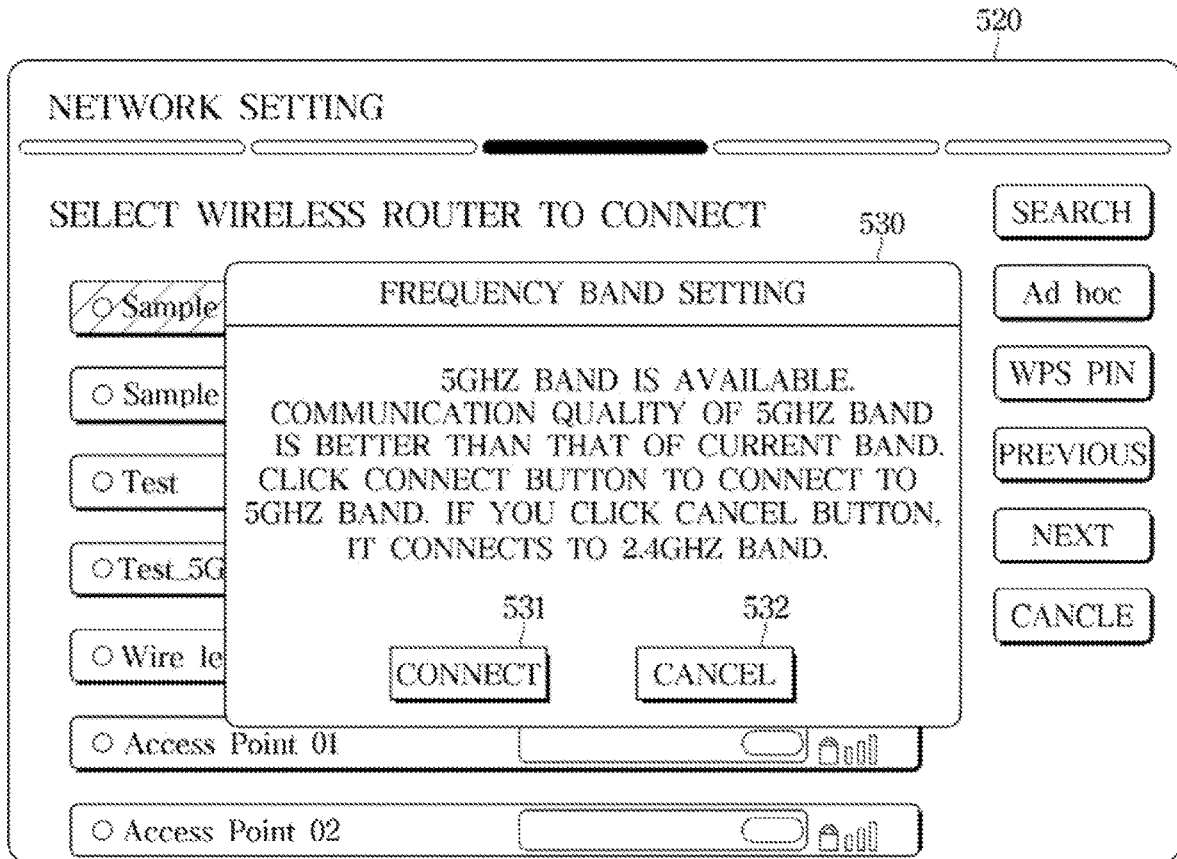 520
NETWORK SETTING
SELECT WIRELESS ROUTER TO CONNECT
530
SEARCH
Ad hoc
WPS PIN
PREVIOUS
NEXT
CANCLE
Sample
Sample
Test
Test_5G
Wire le
Access Point 01
Access Point 02
FREQUENCY BAND SETTING
5GHZ BAND IS AVAILABLE.
COMMUNICATION QUALITY OF 5GHZ BAND
IS BETTER THAN THAT OF CURRENT BAND.
CLICK CONNECT BUTTON TO CONNECT TO
5GHZ BAND. IF YOU CLICK CANCEL BUTTON,
IT CONNECTS TO 2.4GHZ BAND.
531
532
CONNECT
CANCEL